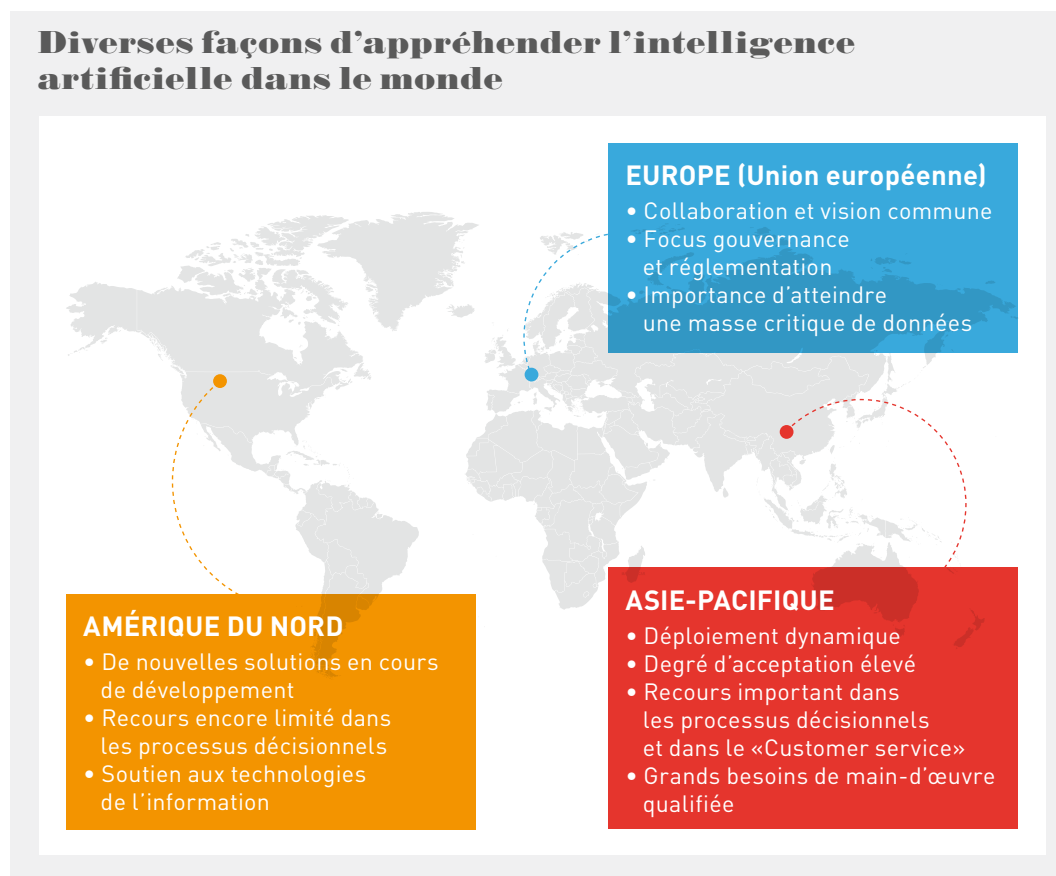 Diverses façons d'appréhender l'intelligence
artificielle dans le monde
EUROPE (Union européenne)
• Collaboration et vision commune
• Focus gouvernance
et réglementation
• Importance d'atteindre
une masse critique de données
AMÉRIQUE DU NORD
• De nouvelles solutions en cours
de développement
• Recours encore limité dans
les processus décisionnels
• Soutien aux technologies
de l'information
ASIE-PACIFIQUE
• Déploiement dynamique
• Degré d'acceptation élevé
• Recours important dans
les processus décisionnels
et dans le «Customer service»
• Grands besoins de main-d'œuvre
qualifiée